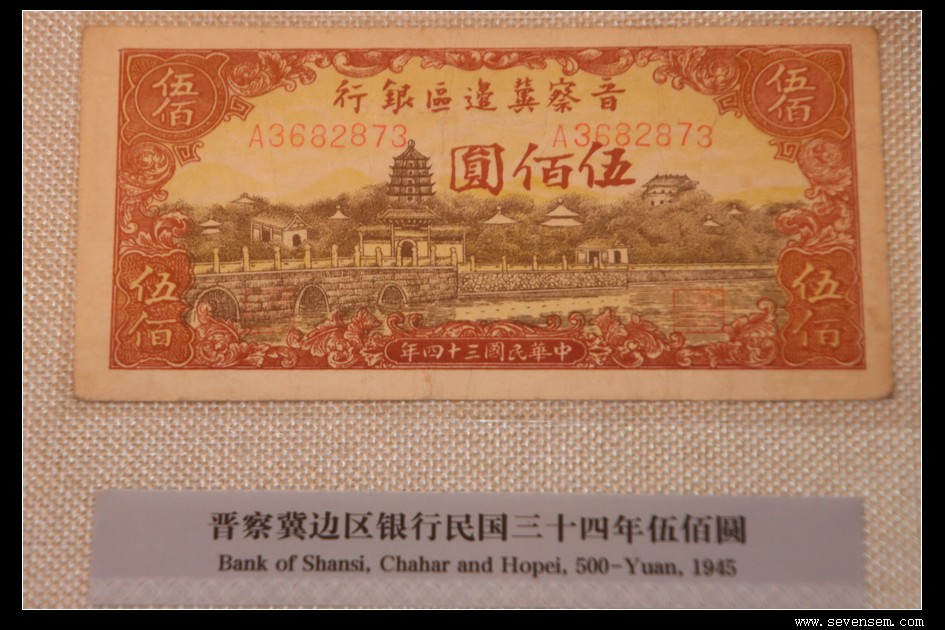 伍佰
晋察冀邊區銀行
伍佰
A3682873
A3682873
伍佰圓
伍佰
伍佰
中華民國三十四年
晋察冀边区银行民国三十四年伍佰圓
Bank of Shansi, Chahar and Hopei, 500-Yuan, 1945
www.sevensem.com